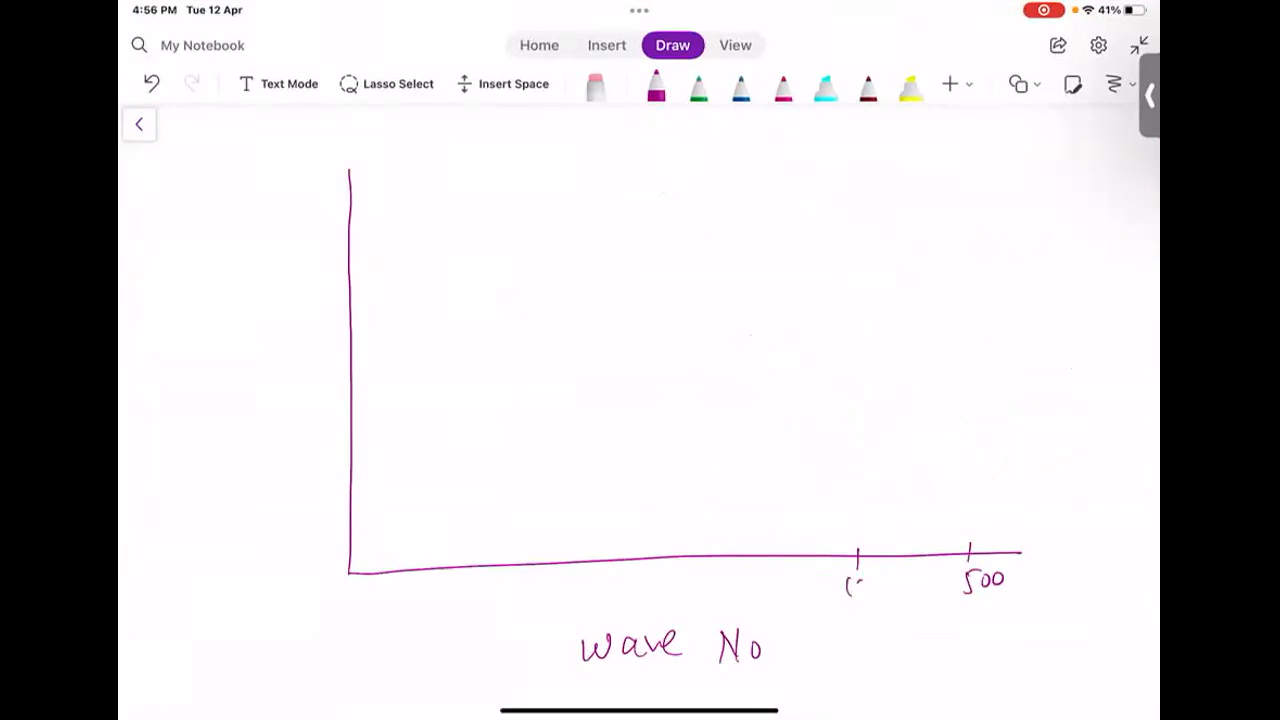 4:56 PM Tue 12 Apr
41%
My Notebook
Home Insert Draw View
Text Mode Lasso Select Insert Space
500
Wave No